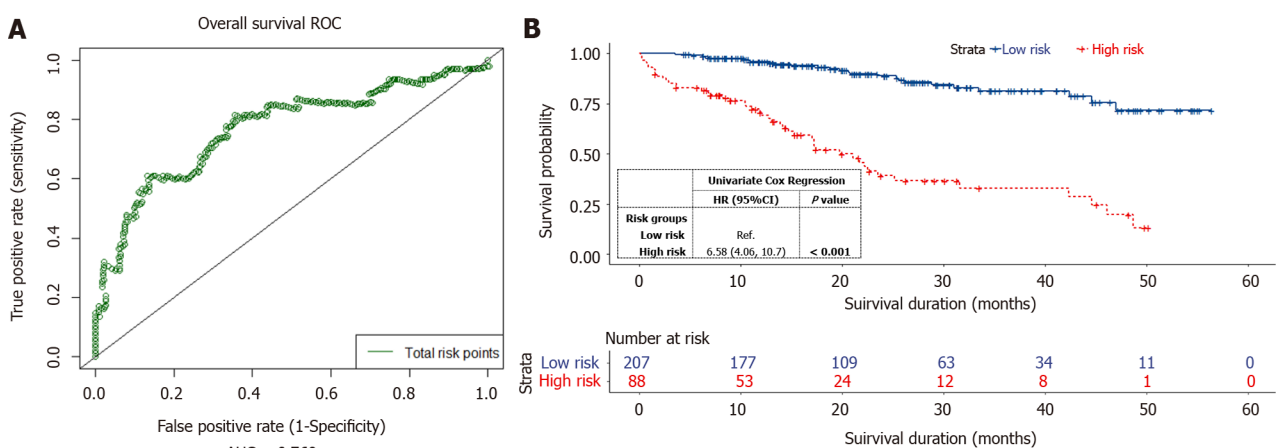 A
Overall survival ROC
True positive rate (sensitivity)
1.0
0.8
0.6
0.4
0.2
0.0
Total risk points
0.0 0.2 0.4 0.6 0.8 1.0
False positive rate (1-Specificity)
B
Strata Low risk High risk
Survival probability
1.00
0.75
0.50
0.25
0.00
Univariate Cox Regression
HR (95%CI) P value
Risk groups
Low risk Ref.
High risk 6.58 (4.06, 10.7) < 0.001
0 10 20 30 40 50 60
Suirvival duration (months)
Number at risk
Strata
Low risk 207 177 109 63 34 11 0
High risk 88 53 24 12 8 1 0
0 10 20 30 40 50 60
Suirvival duration (months)